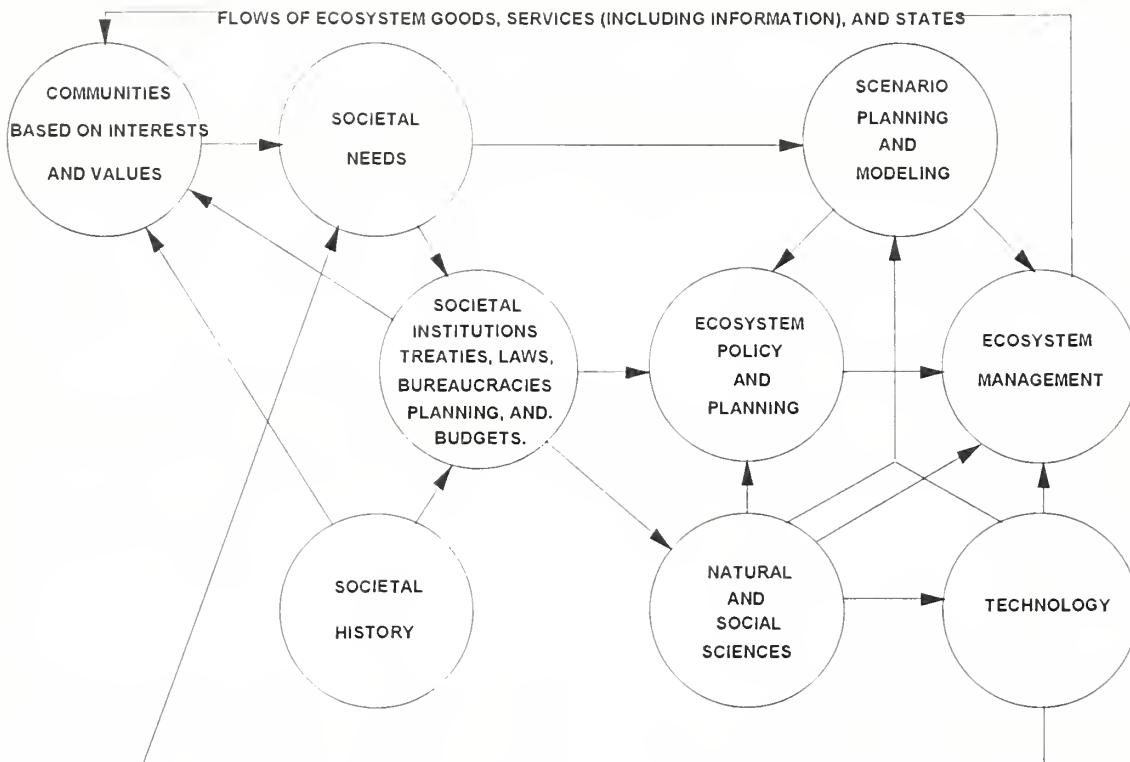 FLOWS OF ECOSYSTEM GOODS, SERVICES (INCLUDING INFORMATION), AND STATES
COMMUNITIES
BASED ON INTERESTS
AND VALUES
SOCIETAL
NEEDS
SCENARIO
PLANNING
AND
MODELING
SOCIETAL
INSTITUTIONS
TREATIES, LAWS,
BUREAUCRACIES
PLANNING, AND.
BUDGETS.
ECOSYSTEM
POLICY
AND
PLANNING
ECOSYSTEM
MANAGEMENT
SOCIETAL
HISTORY
NATURAL
AND
SOCIAL
SCIENCES
TECHNOLOGY